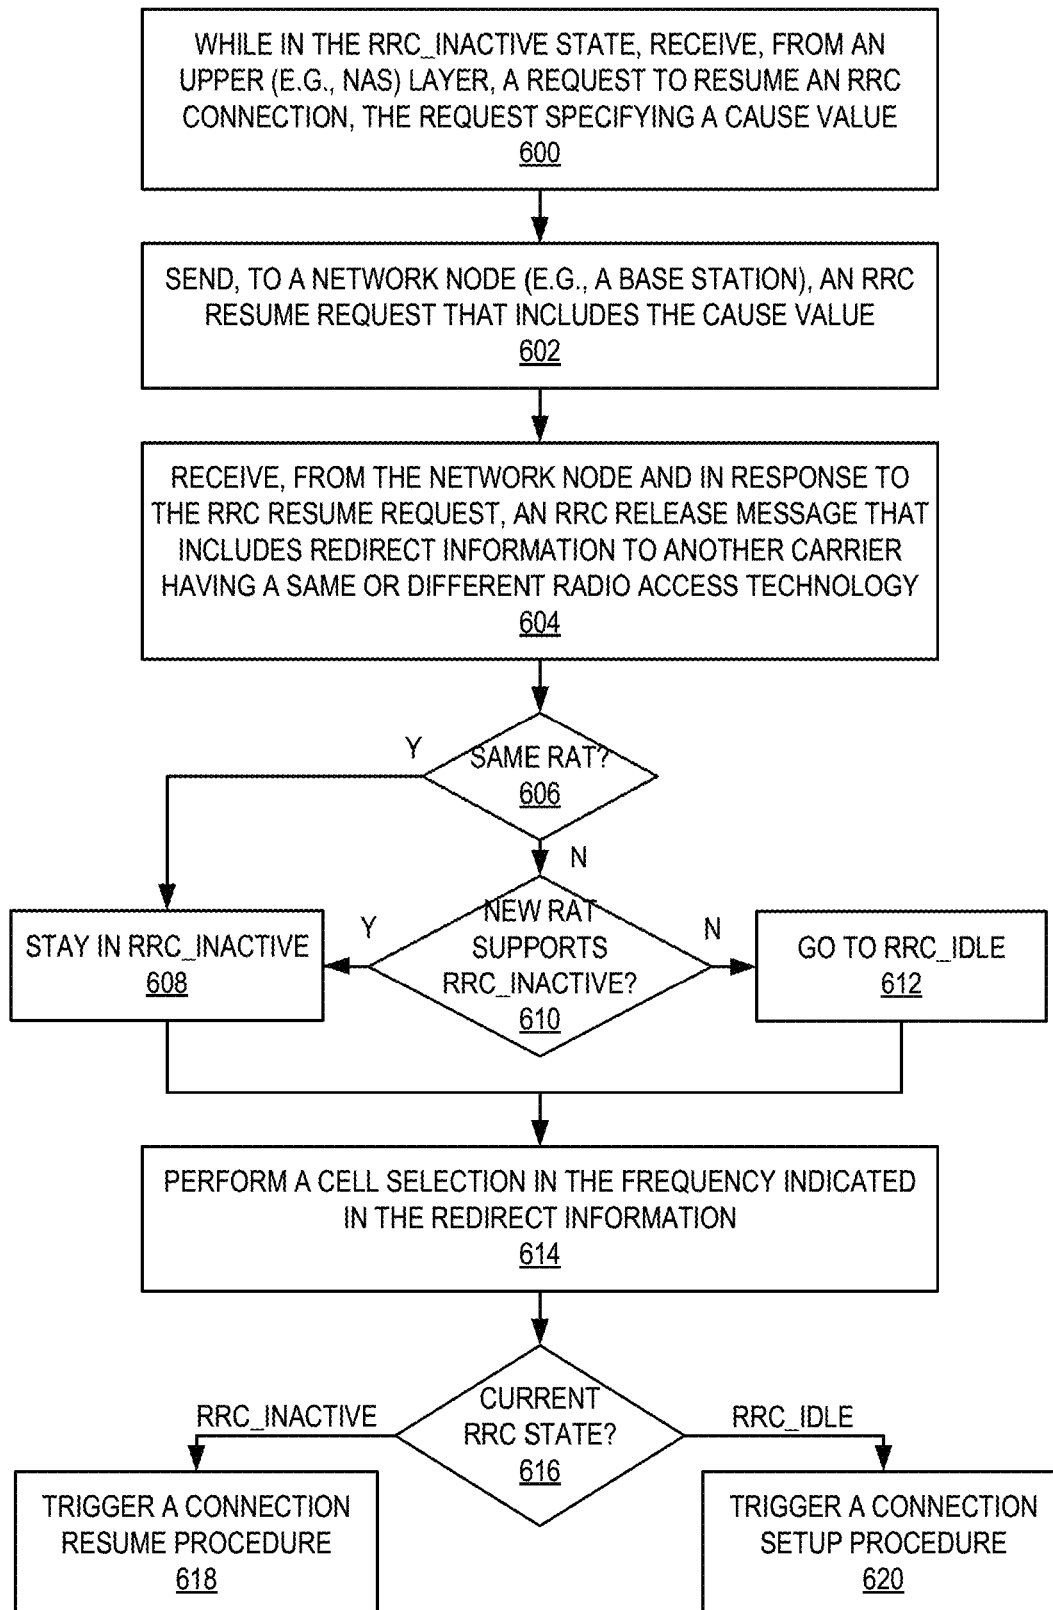 WHILE IN THE RRC_INACTIVE STATE, RECEIVE, FROM AN
UPPER (E.G., NAS) LAYER, A REQUEST TO RESUME AN RRC
CONNECTION, THE REQUEST SPECIFYING A CAUSE VALUE
600
SEND, TO A NETWORK NODE (E.G., A BASE STATION), AN RRC
RESUME REQUEST THAT INCLUDES THE CAUSE VALUE
602
RECEIVE, FROM THE NETWORK NODE AND IN RESPONSE TO
THE RRC RESUME REQUEST, AN RRC RELEASE MESSAGE THAT
INCLUDES REDIRECT INFORMATION TO ANOTHER CARRIER
HAVING A SAME OR DIFFERENT RADIO ACCESS TECHNOLOGY
604
Y
SAME RAT?
606
N
STAY IN RRC_INACTIVE
608
Y
NEW RAT
SUPPORTS
RRC_INACTIVE?
610
N
GO TO RRC_IDLE
612
PERFORM A CELL SELECTION IN THE FREQUENCY INDICATED
IN THE REDIRECT INFORMATION
614
RRC_INACTIVE
CURRENT
RRC STATE?
616
RRC_IDLE
TRIGGER A CONNECTION
RESUME PROCEDURE
618
TRIGGER A CONNECTION
SETUP PROCEDURE
620